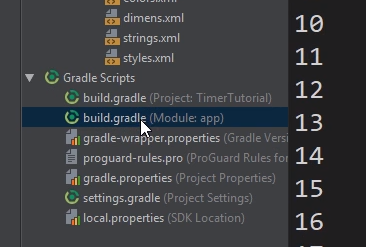 colors.xml
dimens.xml
strings.xml
styles.xml
Gradle Scripts
build.gradle (Project: TimerTutorial)
build.gradle (Module: app)
gradle-wrapper.properties (Gradle Versi
proguard-rules.pro (ProGuard Rules for
gradle.properties (Project Properties)
settings.gradle (Project Settings)
local.properties (SDK Location)
10
11
12
13
14
15
16
17